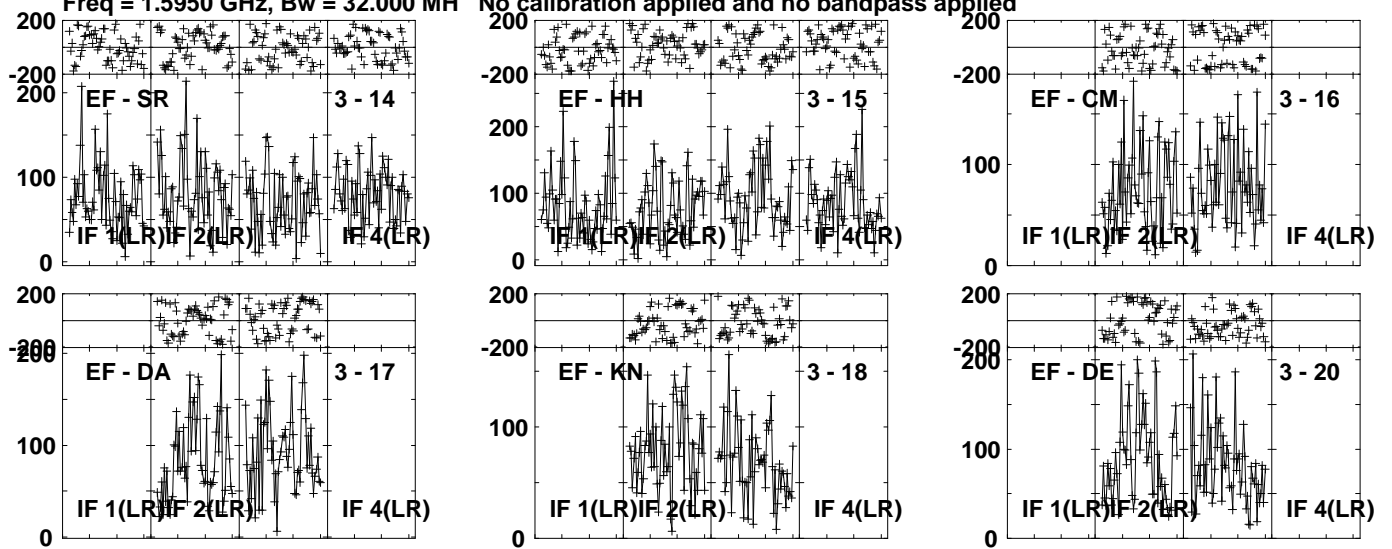 Freq = 1.5950 GHz, Bw = 32.000 MH No calibration applied and no bandpass applied
200
-200
200
100
0
EF - SR
3 - 14
IF 1(LR)
IF 2(LR)
IF 4(LR)
200
-200
200
100
0
EF - HH
3 - 15
IF 1(LR)
IF 2(LR)
IF 4(LR)
200
-200
200
100
0
EF - CM
3 - 16
IF 1(LR)
IF 2(LR)
IF 4(LR)
200
-200
200
100
0
EF - DA
3 - 17
IF 1(LR)
IF 2(LR)
IF 4(LR)
200
-200
100
0
EF - KN
3 - 18
IF 1(LR)
IF 2(LR)
IF 4(LR)
200
-200
200
100
0
EF - DE
3 - 20
IF 1(LR)
IF 2(LR)
IF 4(LR)